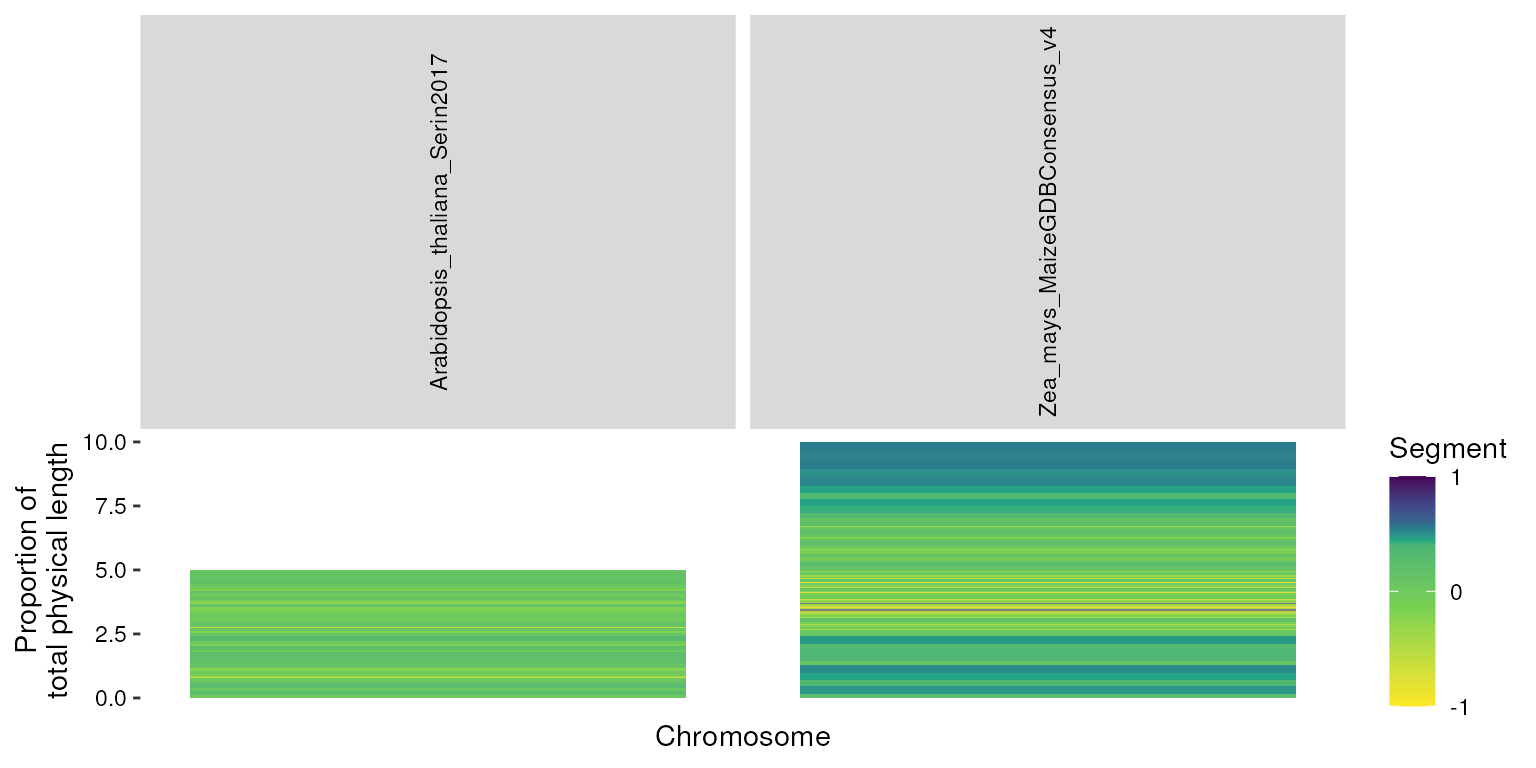 Arabidopsis_thaliana_Serin2017
Zea_mays_MaizeGDBConsensus_v4
Proportion of
total physical length
10.0
7.5
5.0
2.5
0.0
Chromosome
Segment
1
0
-1